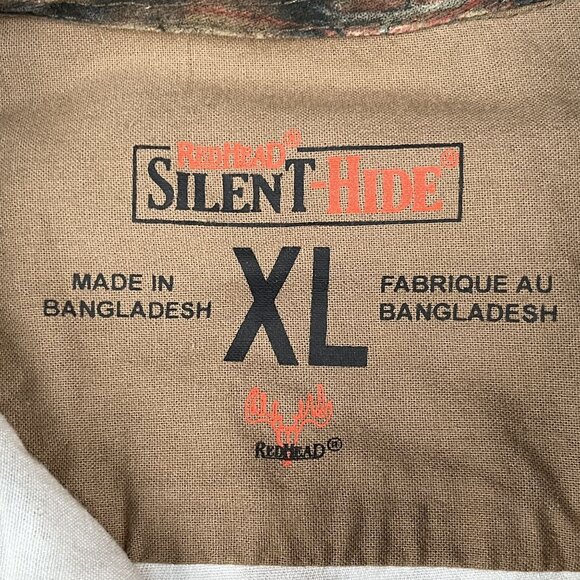 REDHEAD®
SILENT-HIDE®
XL
MADE IN
BANGLADESH
FABRIQUE AU
BANGLADESH
REDHEAD®